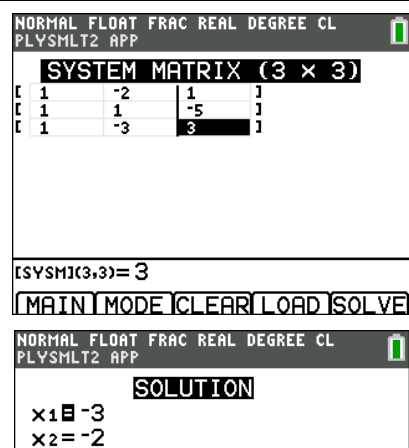 NORMAL FLOAT FRAC REAL DEGREE CL
PLYSMLT2 APP
SYSTEM MATRIX (3 × 3)
[ 1 ⁻2 1 ]
[ 1 1 ⁻5 ]
[ 1 ⁻3 3 ]
[SYSM](3,3)= 3
MAIN MODE CLEAR LOAD SOLVE
NORMAL FLOAT FRAC REAL DEGREE CL
PLYSMLT2 APP
SOLUTION
x₁=⁻3
x₂=⁻2